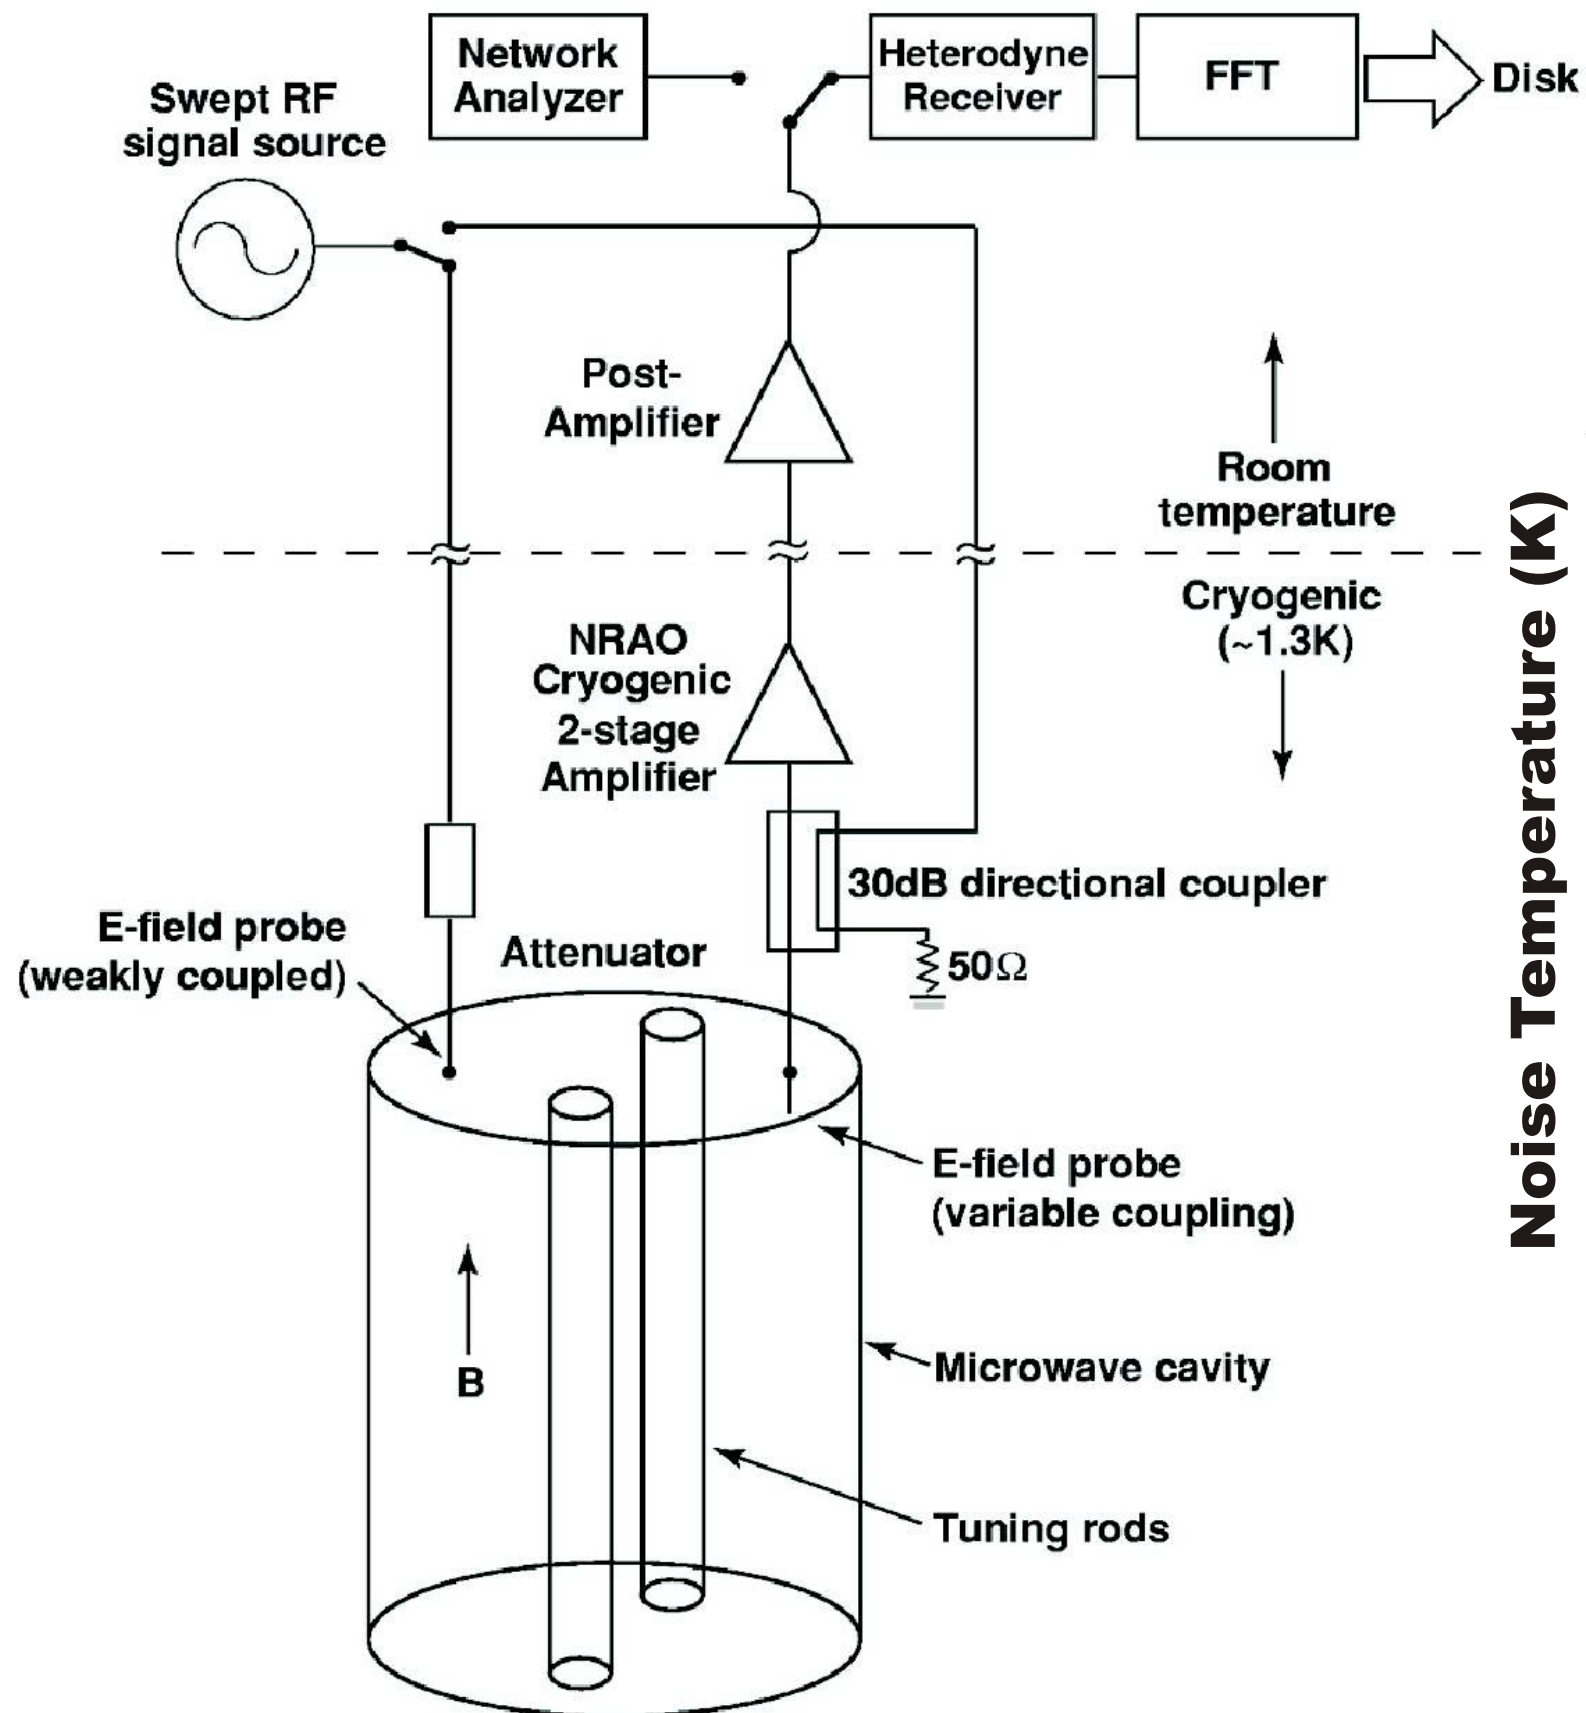 Network
Analyzer
Heterodyne
Receiver
FFT
Disk
Swept RF
signal source
Post-
Amplifier
Room
temperature
Cryogenic
(~1.3K)
NRAO
Cryogenic
2-stage
Amplifier
30dB directional coupler
E-field probe
(weakly coupled)
Attenuator
50Ω
E-field probe
(variable coupling)
B
Microwave cavity
Tuning rods
Noise Temperature (K)